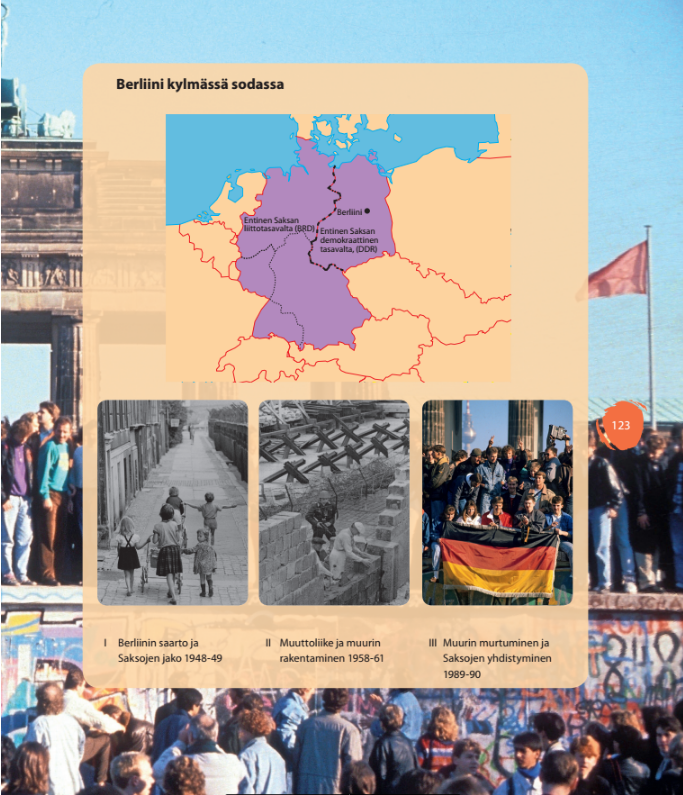 Berliini kylmässä sodassa
Berliini
Entinen Saksan
liittotasavalta (BRD)
Entinen Saksan
demokraattinen
tasavalta, (DDR)
123
I Berliinin saarto ja
Saksojen jako 1948-49
II Muuttoliike ja muurin
rakentaminen 1958-61
III Muurin murtuminen ja
Saksojen yhdistyminen
1989-90